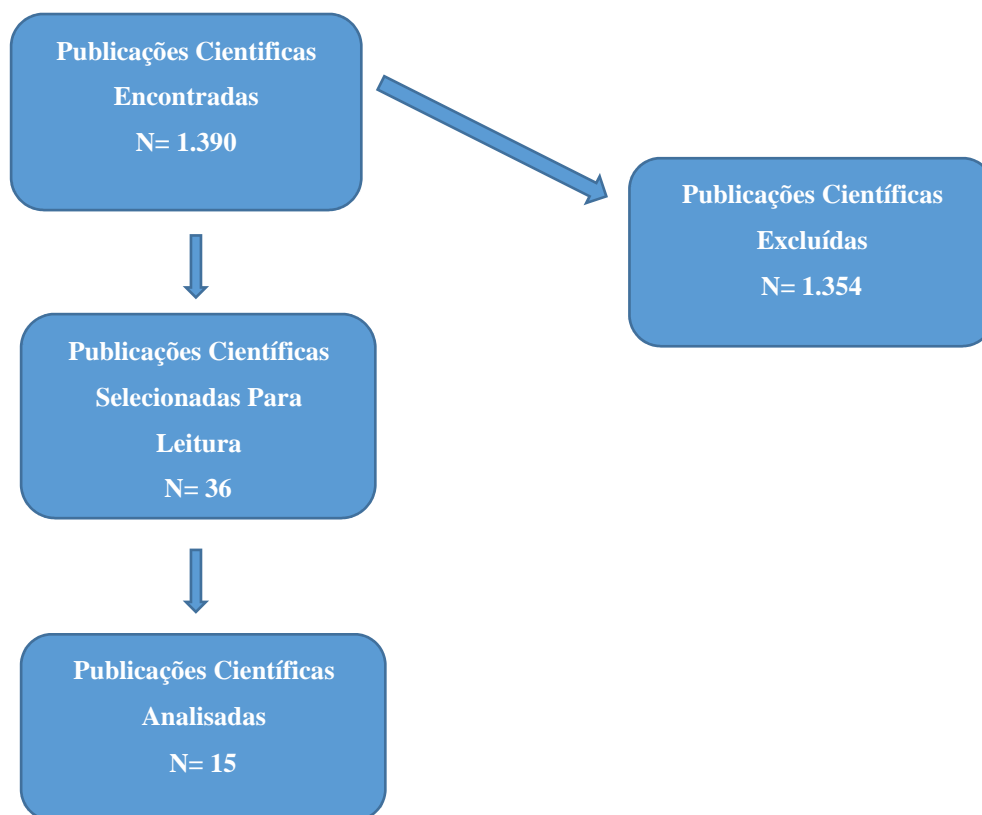 Publicações Cientificas
Encontradas
N= 1.390
Publicações Científicas
Excluídas
N= 1.354
Publicações Científicas
Selecionadas Para
Leitura
N= 36
Publicações Científicas
Analisadas
N= 15